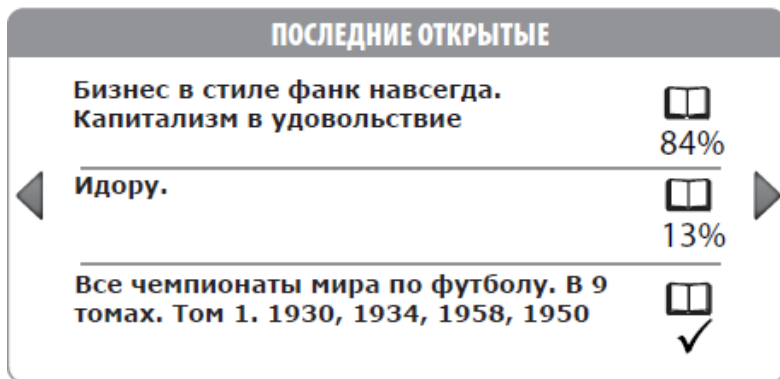 ПОСЛЕДНИЕ ОТКРЫТЫЕ
Бизнес в стиле фанк навсегда.
Капитализм в удовольствие
84%
Идору.
13%
Все чемпионаты мира по футболу. В 9
томах. Том 1. 1930, 1934, 1958, 1950